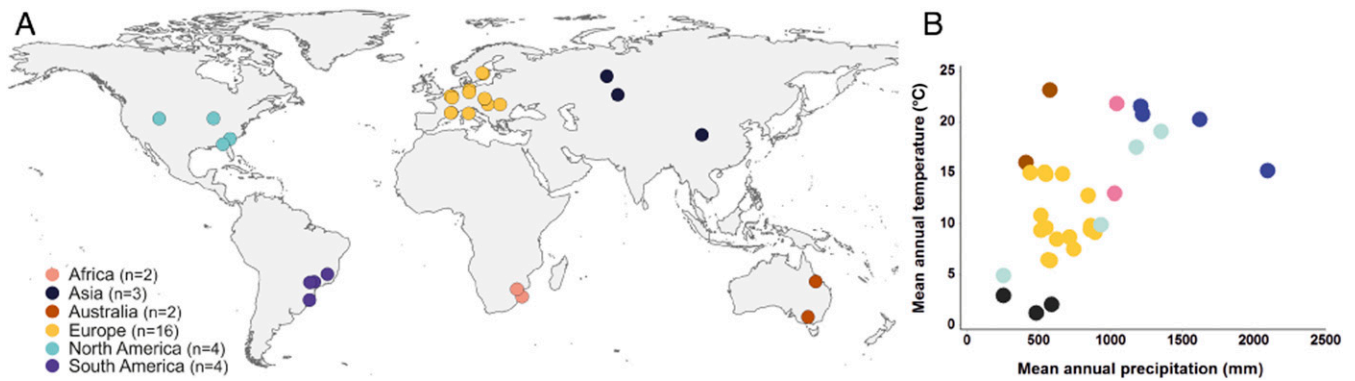 A
Africa (n=2)
Asia (n=3)
Australia (n=2)
Europe (n=16)
North America (n=4)
South America (n=4)
B
Mean annual temperature (°C)
25
20
15
10
5
0
0 500 1000 1500 2000 2500
Mean annual precipitation (mm)